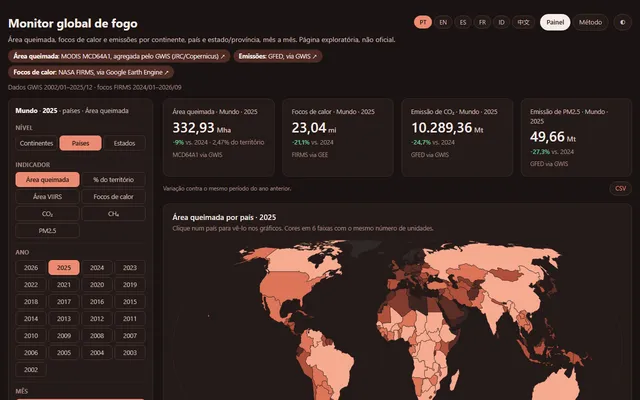 Monitor global de fogo
PT EN ES FR ID 中文 Painel Método
Área queimada, focos de calor e emissões por continente, país e estado/província, mês a mês. Página exploratória, não oficial.
Área queimada: MODIS MCD64A1, agregada pelo GWIS (JRC/Copernicus) ↗
Emissões: GFED, via GWIS ↗
Focos de calor: NASA FIRMS, via Google Earth Engine ↗
Dados GWIS 2002/01–2025/12 · focos FIRMS 2024/01–2026/09
Mundo · 2025 · países · Área queimada
NÍVEL
Continentes Países Estados
INDICADOR
Área queimada % do território
Área VIIRS Focos de calor
CO₂ CH₄
PM2.5
ANO
2026 2025 2024 2023
2022 2021 2020 2019
2018 2017 2016 2015
2014 2013 2012 2011
2010 2009 2008 2007
2006 2005 2004 2003
2002
MÊS
Área queimada · Mundo · 2025
332,93 Mha
-9% vs. 2024 · 2,47% do território
MCD64A1 via GWIS
Focos de calor · Mundo · 2025
23,04 mi
-21,1% vs. 2024
FIRMS via GEE
Emissão de CO₂ · Mundo · 2025
10.289,36 Mt
-24,7% vs. 2024
GFED via GWIS
Emissão de PM2.5 · Mundo ·
2025
49,66 Mt
-27,3% vs. 2024
GFED via GWIS
Variação contra o mesmo período do ano anterior.
CSV
Área queimada por país · 2025
Clique num país para vê-lo nos gráficos. Cores em 6 faixas com o mesmo número de unidades.